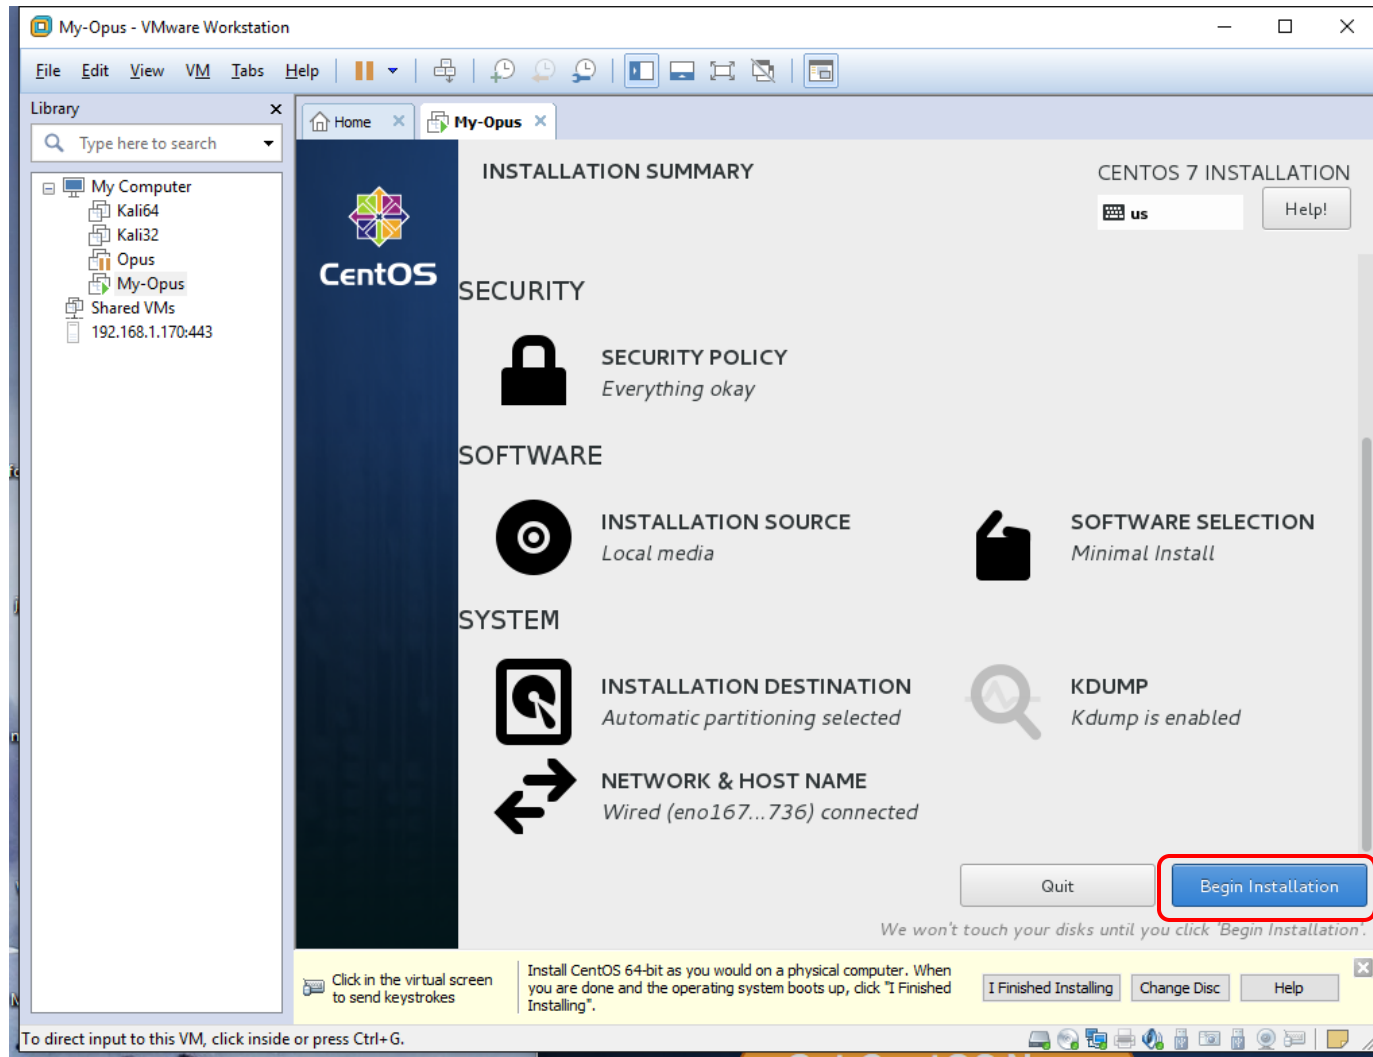 My-Opus - VMware Workstation
File Edit View VM Tabs Help
Library
Home
My-Opus
Type here to search
My Computer
Kali64
Kali32
Opus
My-Opus
Shared VMs
192.168.1.170:443
CentOS
INSTALLATION SUMMARY
CENTOS 7 INSTALLATION
us
Help!
SECURITY
SECURITY POLICY
Everything okay
SOFTWARE
INSTALLATION SOURCE
Local media
SOFTWARE SELECTION
Minimal Install
SYSTEM
INSTALLATION DESTINATION
Automatic partitioning selected
KDUMP
Kdump is enabled
NETWORK & HOST NAME
Wired (eno167...736) connected
Quit
Begin Installation
We won't touch your disks until you click 'Begin Installation'.
Click in the virtual screen
to send keystrokes
Install CentOS 64-bit as you would on a physical computer. When
you are done and the operating system boots up, click "I Finished
Installing".
I Finished Installing
Change Disc
Help
To direct input to this VM, click inside or press Ctrl+G.